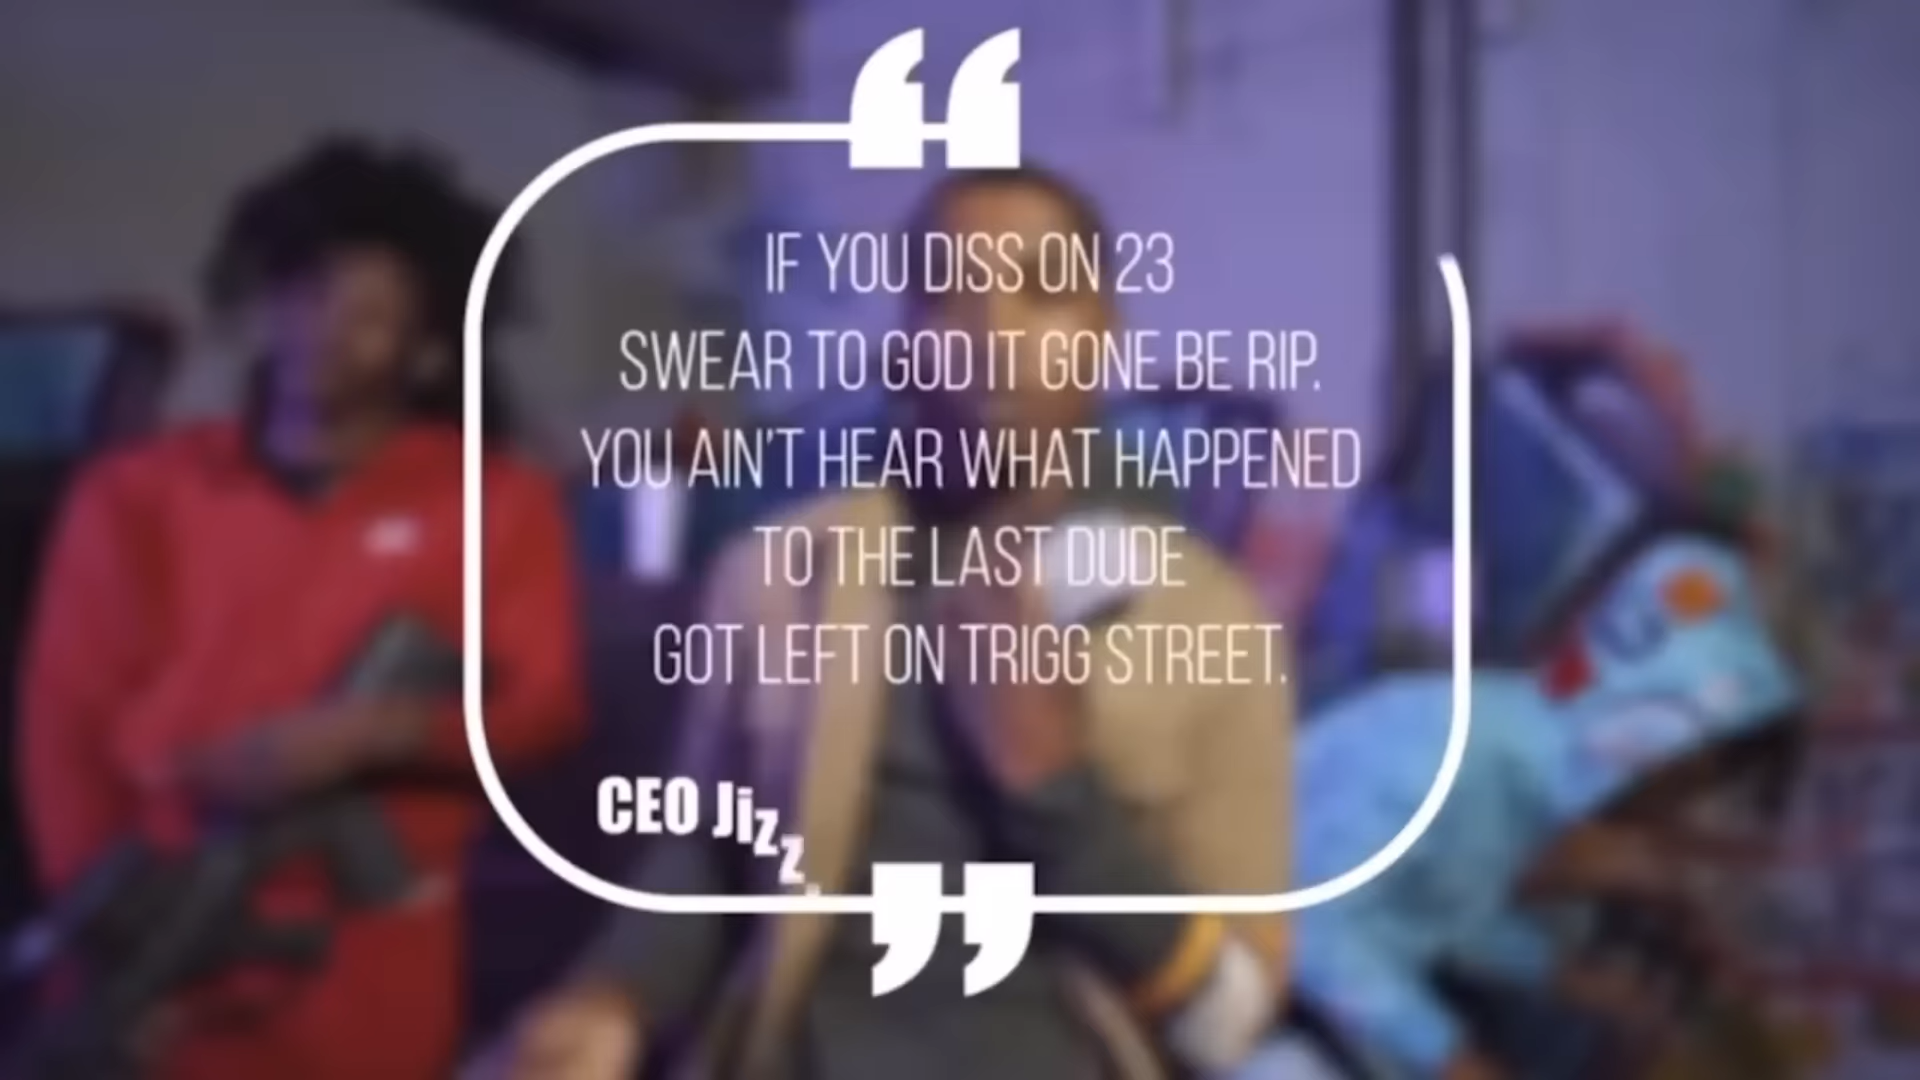 IF YOU DISS ON 23
SWEAR TO GOD IT GONE BE RIP.
YOU AIN'T HEAR WHAT HAPPENED
TO THE LAST DUDE
GOT LEFT ON TRIGG STREET.
CEO Jizz